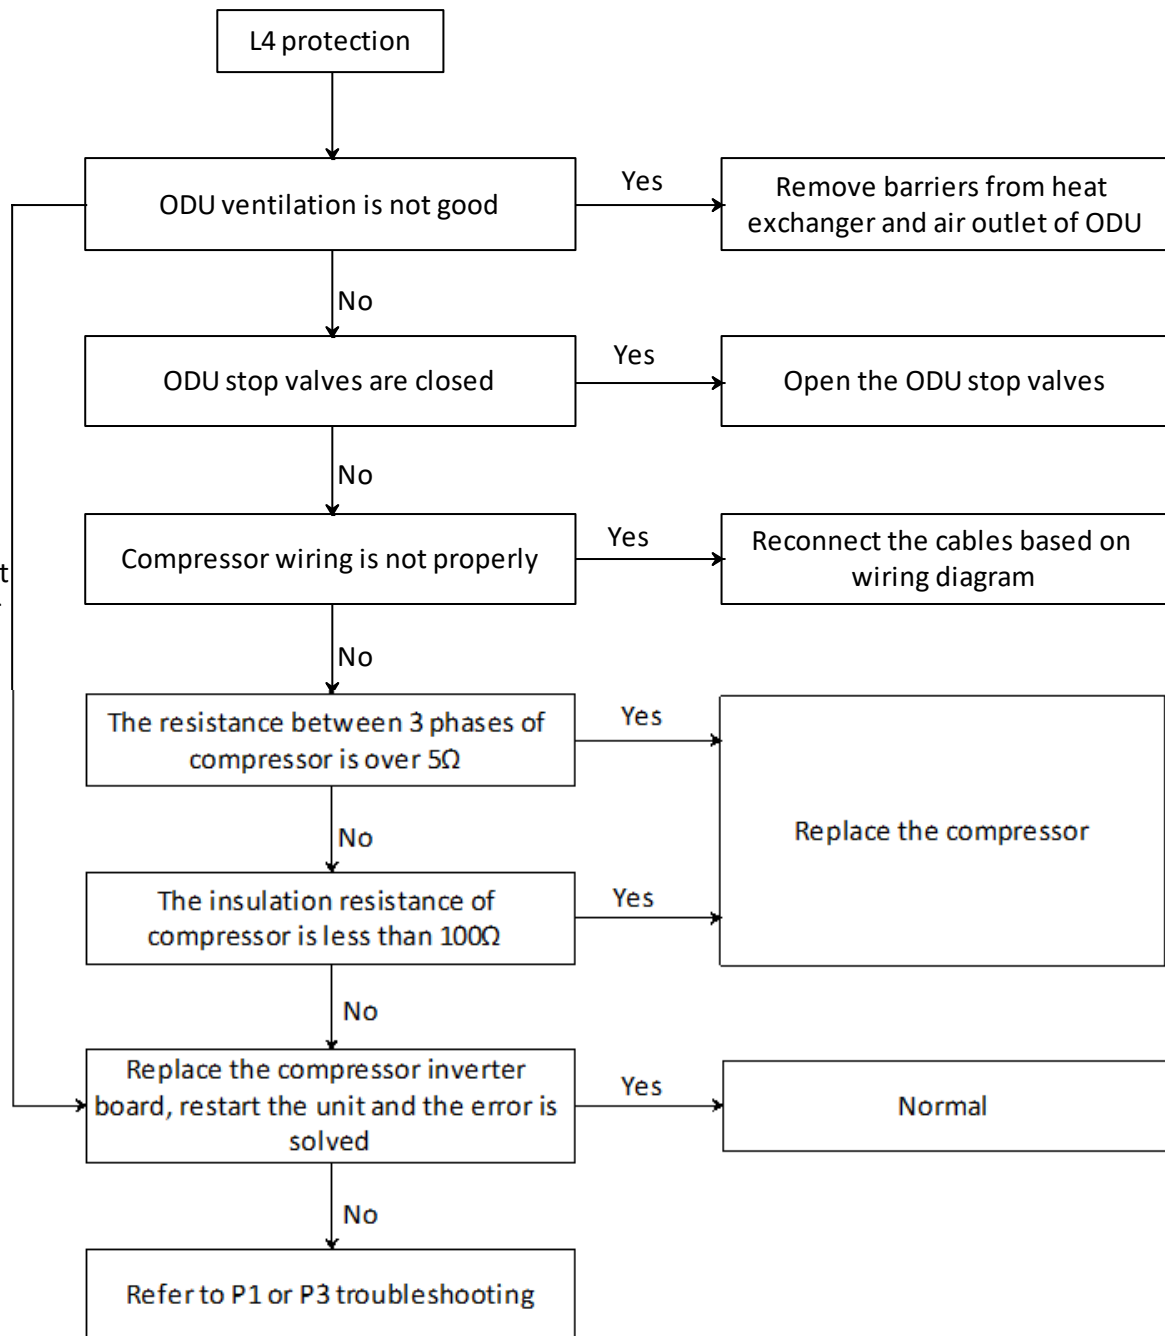 L4 protection
ODU ventilation is not good
Yes
Remove barriers from heat
exchanger and air outlet of ODU
No
ODU stop valves are closed
Yes
Open the ODU stop valves
No
Compressor wiring is not properly
Yes
Reconnect the cables based on
wiring diagram
t
No
The resistance between 3 phases of
compressor is over 5Ω
Yes
Replace the compressor
No
The insulation resistance of
compressor is less than 100Ω
Yes
No
Replace the compressor inverter
board, restart the unit and the error is
solved
Yes
Normal
No
Refer to P1 or P3 troubleshooting